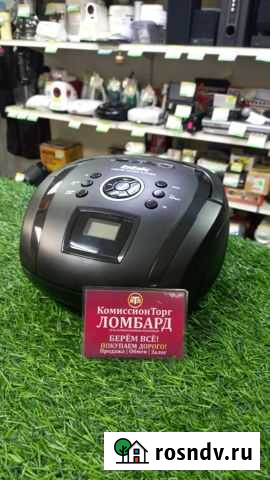 КомиссионТорг
ЛОМБАРД
БЕРЁМ ВСЁ!
ПОКУПАЕМ ДОРОГО!
Продажа | Обмен | Залог
rosndv.ru